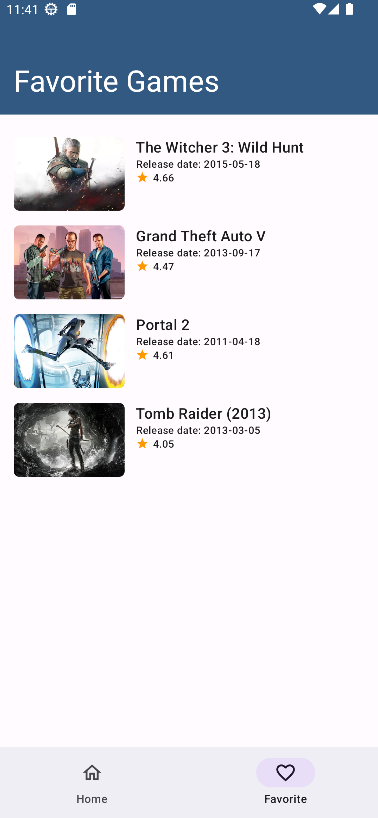 11:41
Favorite Games
The Witcher 3: Wild Hunt
Release date: 2015-05-18
4.66
Grand Theft Auto V
Release date: 2013-09-17
4.47
Portal 2
Release date: 2011-04-18
4.61
Tomb Raider (2013)
Release date: 2013-03-05
4.05
Home
Favorite